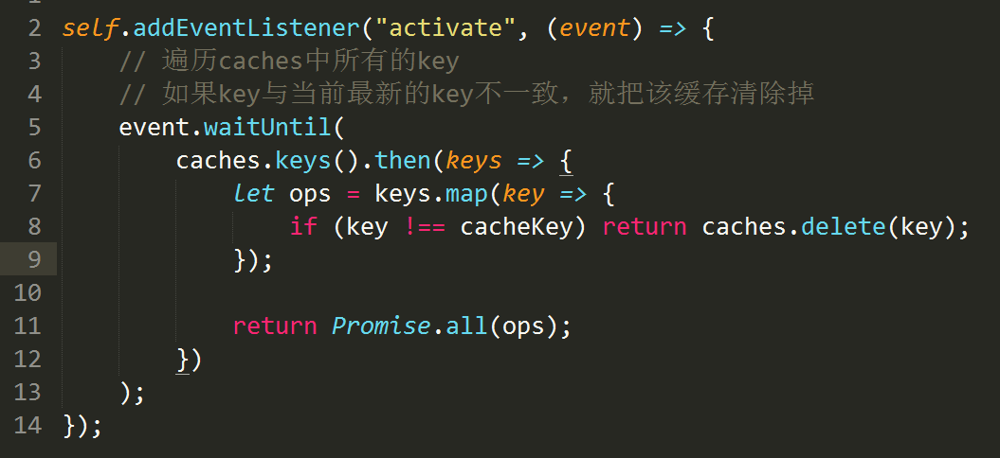 2 self.addEventListener("activate", (event) => {
3     // 遍历caches中所有的key
4     // 如果key与当前最新的key不一致，就把该缓存清除掉
5     event.waitUntil(
6         caches.keys().then(keys => {
7             let ops = keys.map(key => {
8                 if (key !== cacheKey) return caches.delete(key);
9             });
10
11             return Promise.all(ops);
12         })
13     );
14 });